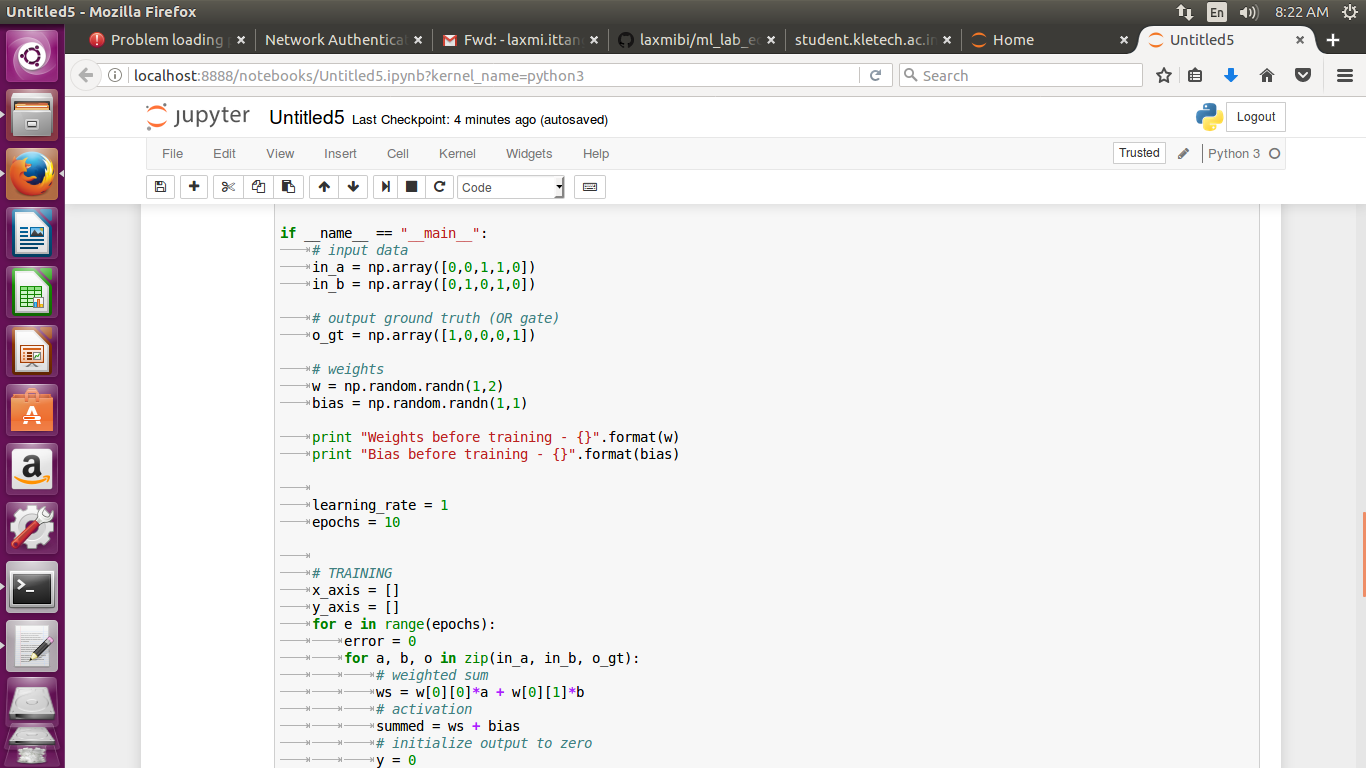 Untitled5 - Mozilla Firefox
En
8:22 AM
Problem loading
Network Authentica
Fwd: - laxmi.ittan
laxmibi/ml_lab_e
student.kletech.ac.i
Home
Untitled5
localhost:8888/notebooks/Untitled5.ipynb?kernel_name=python3
Search
jupyter
Untitled5
Last Checkpoint: 4 minutes ago (autosaved)
Logout
File
Edit
View
Insert
Cell
Kernel
Widgets
Help
Trusted
Python 3
Code
if __name__ == "__main__":
# input data
in_a = np.array([0,0,1,1,0])
in_b = np.array([0,1,0,1,0])
# output ground truth (OR gate)
o_gt = np.array([1,0,0,0,1])
# weights
w = np.random.randn(1,2)
bias = np.random.randn(1,1)
print "Weights before training - {}".format(w)
print "Bias before training - {}".format(bias)
learning_rate = 1
epochs = 10
# TRAINING
x_axis = []
y_axis = []
for e in range(epochs):
error = 0
for a, b, o in zip(in_a, in_b, o_gt):
# weighted sum
ws = w[0][0]*a + w[0][1]*b
# activation
summed = ws + bias
# initialize output to zero
y = 0